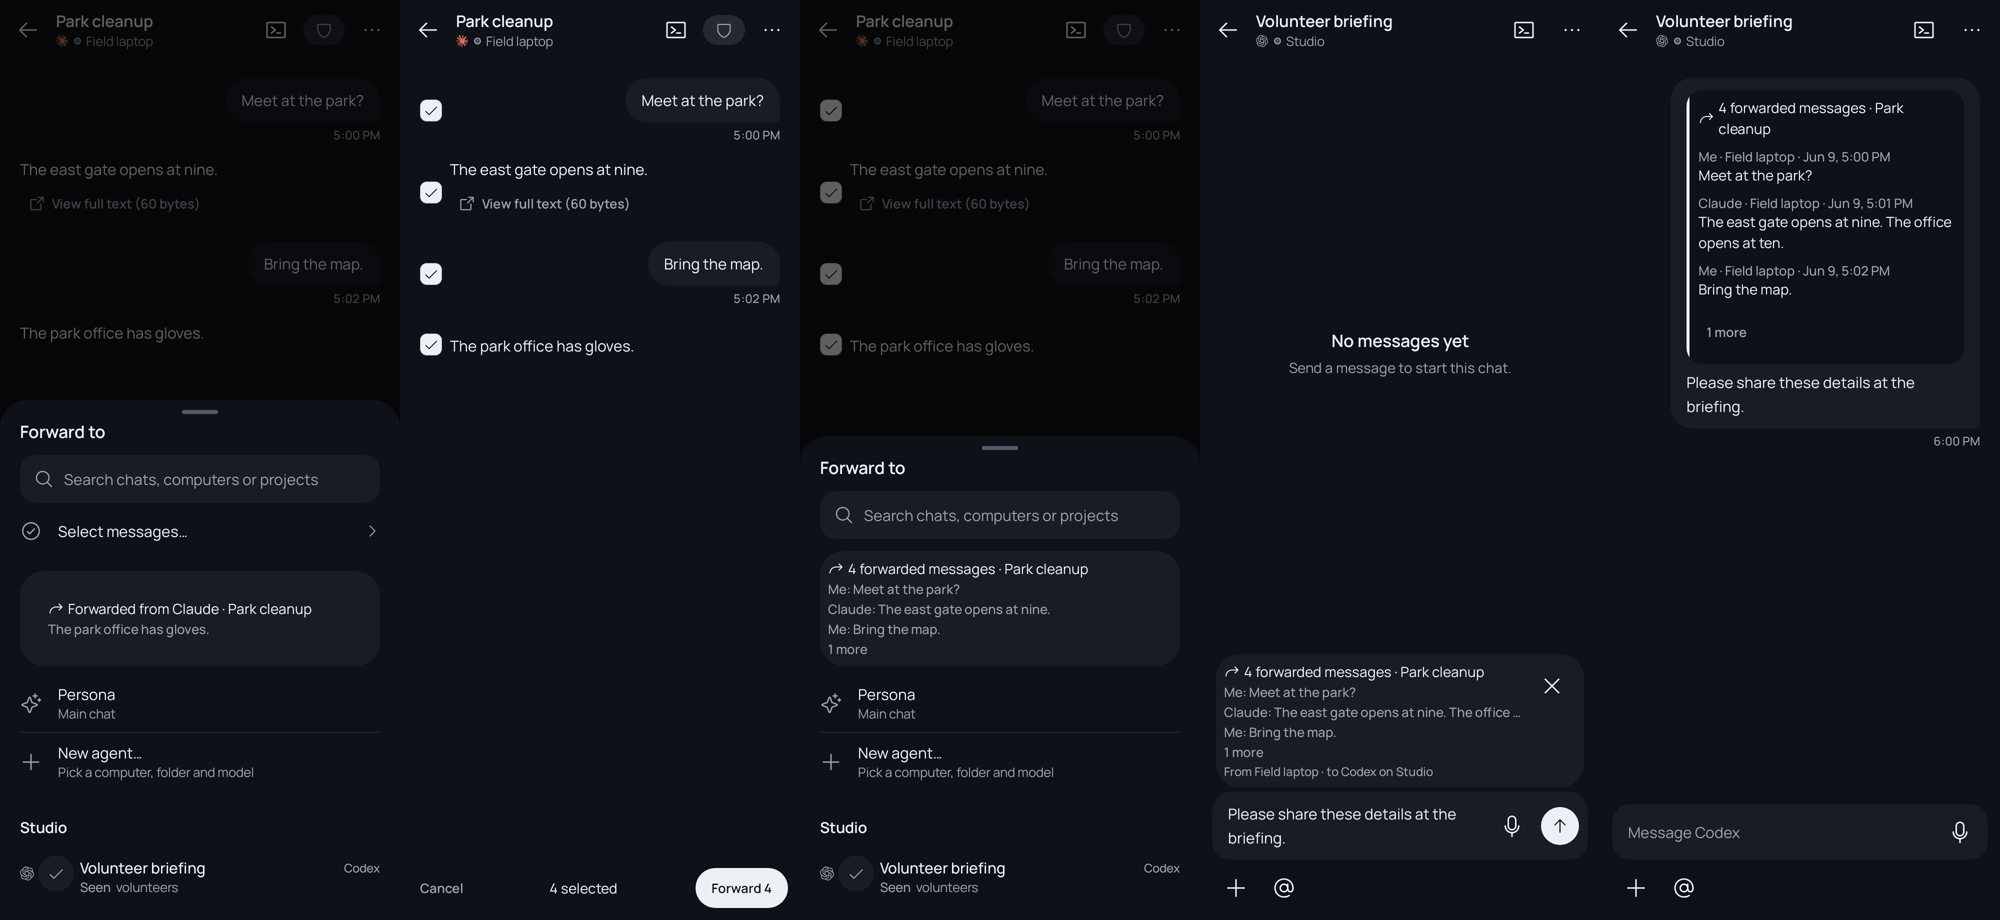 Park cleanup
Field laptop
Meet at the park?
5:00 PM
The east gate opens at nine.
View full text (60 bytes)
Bring the map.
5:02 PM
The park office has gloves.
Forward to
Search chats, computers or projects
Select messages...
Forwarded from Claude · Park cleanup
The park office has gloves.
Persona
Main chat
New agent...
Pick a computer, folder and model
Studio
Volunteer briefing
Codex
Seen volunteers
Park cleanup
Field laptop
Meet at the park?
5:00 PM
The east gate opens at nine.
View full text (60 bytes)
Bring the map.
5:02 PM
The park office has gloves.
Cancel
4 selected
Forward 4
Park cleanup
Field laptop
Meet at the park?
5:00 PM
The east gate opens at nine.
View full text (60 bytes)
Bring the map.
5:02 PM
The park office has gloves.
Forward to
Search chats, computers or projects
4 forwarded messages · Park cleanup
Me: Meet at the park?
Claude: The east gate opens at nine.
Me: Bring the map.
1 more
Persona
Main chat
New agent...
Pick a computer, folder and model
Studio
Volunteer briefing
Codex
Seen volunteers
Volunteer briefing
Studio
No messages yet
Send a message to start this chat.
4 forwarded messages · Park cleanup
Me: Meet at the park?
Claude: The east gate opens at nine. The office ...
Me: Bring the map.
1 more
From Field laptop · to Codex on Studio
Please share these details at the
briefing.
Volunteer briefing
Studio
4 forwarded messages · Park
cleanup
Me · Field laptop · Jun 9, 5:00 PM
Meet at the park?
Claude · Field laptop · Jun 9, 5:01 PM
The east gate opens at nine. The office
opens at ten.
Me · Field laptop · Jun 9, 5:02 PM
Bring the map.
1 more
Please share these details at the
briefing.
6:00 PM
Message Codex